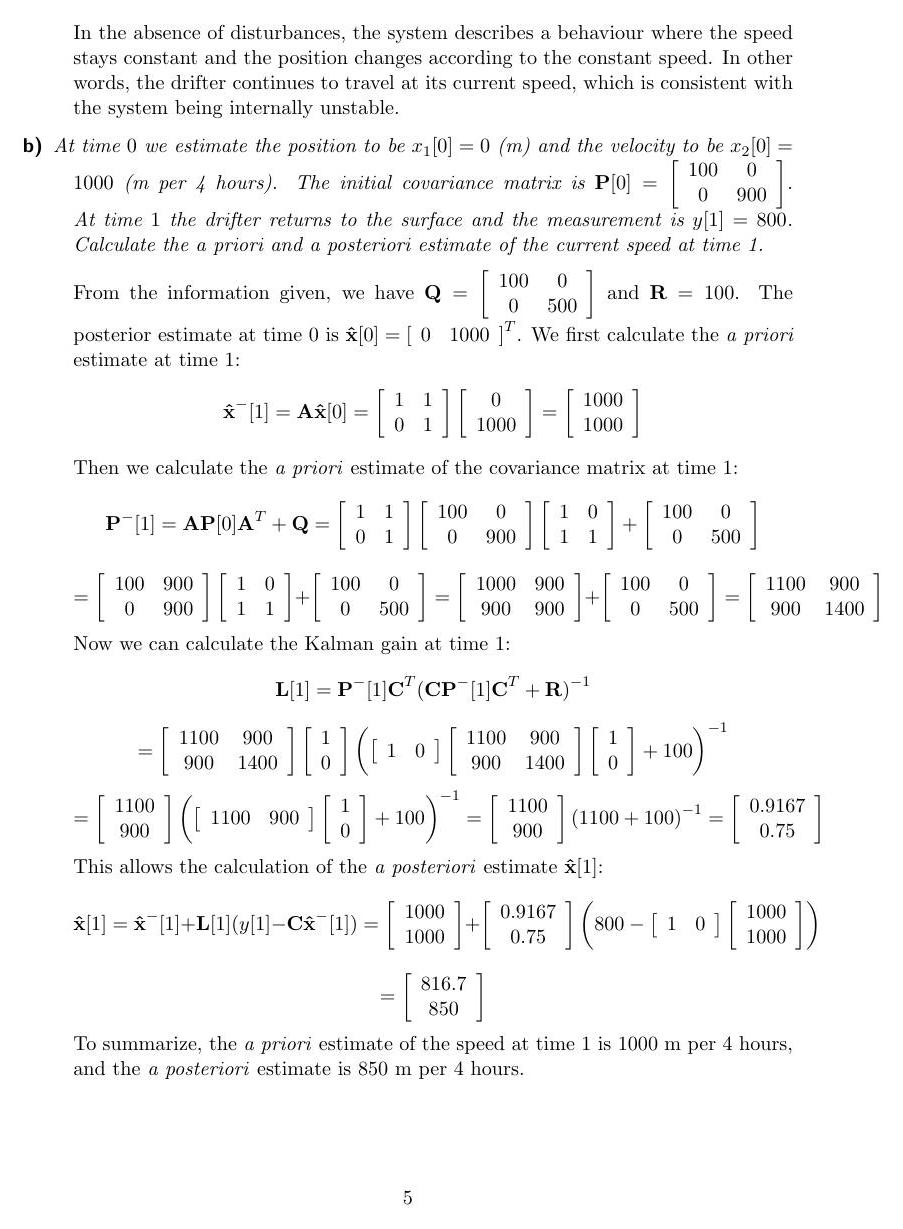 In the absence of disturbances, the system describes a behaviour where the speed
stays constant and the position changes according to the constant speed. In other
words, the drifter continues to travel at its current speed, which is consistent with
the system being internally unstable.
b) At time 0 we estimate the position to be x₁[0] = 0 (m) and the velocity to be x₂[0] =
1000 (m per 4 hours). The initial covariance matrix is P[0] = [ 100 0 ; 0 900 ].
At time 1 the drifter returns to the surface and the measurement is y[1] = 800.
Calculate the a priori and a posteriori estimate of the current speed at time 1.
From the information given, we have Q = [ 100 0 ; 0 500 ] and R = 100. The
posterior estimate at time 0 is x̂[0] = [ 0 1000 ]ᵀ. We first calculate the a priori
estimate at time 1:
x̂⁻[1] = Ax̂[0] = [ 1 1 ; 0 1 ] [ 0 ; 1000 ] = [ 1000 ; 1000 ]
Then we calculate the a priori estimate of the covariance matrix at time 1:
P⁻[1] = AP[0]Aᵀ + Q = [ 1 1 ; 0 1 ] [ 100 0 ; 0 900 ] [ 1 0 ; 1 1 ] + [ 100 0 ; 0 500 ]
= [ 100 900 ; 0 900 ] [ 1 0 ; 1 1 ] + [ 100 0 ; 0 500 ] = [ 1000 900 ; 900 900 ] + [ 100 0 ; 0 500 ] = [ 1100 900 ; 900 1400 ]
Now we can calculate the Kalman gain at time 1:
L[1] = P⁻[1]Cᵀ(CP⁻[1]Cᵀ + R)⁻¹
= [ 1100 900 ; 900 1400 ] [ 1 ; 0 ] ([ 1 0 ] [ 1100 900 ; 900 1400 ] [ 1 ; 0 ] + 100)⁻¹
= [ 1100 ; 900 ] ([ 1100 900 ] [ 1 ; 0 ] + 100)⁻¹ = [ 1100 ; 900 ] (1100 + 100)⁻¹ = [ 0.9167 ; 0.75 ]
This allows the calculation of the a posteriori estimate x̂[1]:
x̂[1] = x̂⁻[1]+L[1](y[1]−Cx̂⁻[1]) = [ 1000 ; 1000 ] + [ 0.9167 ; 0.75 ] (800 − [ 1 0 ] [ 1000 ; 1000 ])
= [ 816.7 ; 850 ]
To summarize, the a priori estimate of the speed at time 1 is 1000 m per 4 hours,
and the a posteriori estimate is 850 m per 4 hours.
5